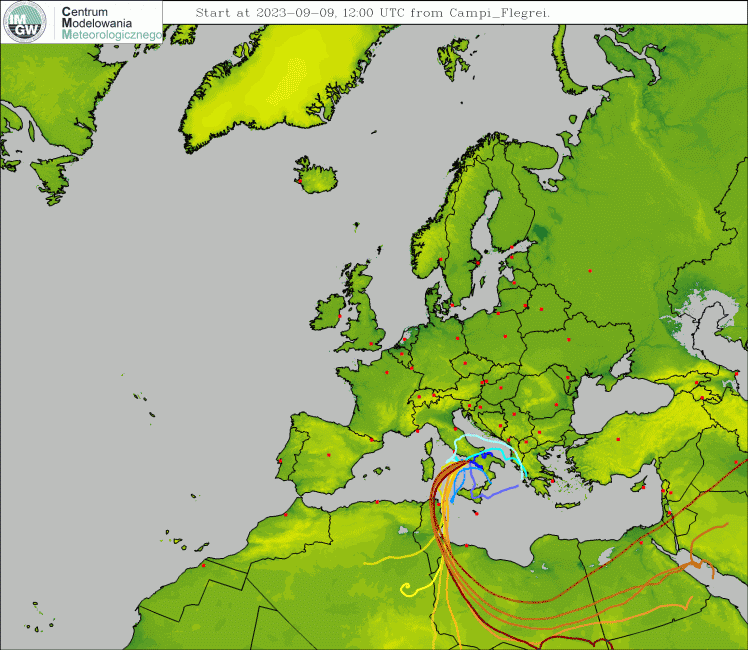 IM
GW
Centrum
Modelowania
Meteorologicznego
Start at 2023-09-09, 12:00 UTC from Campi_Flegrei.